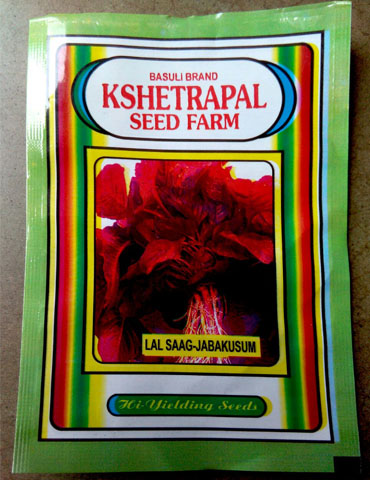 BASULI BRAND
KSHETRAPAL
SEED FARM
LAL SAAG-JABAKUSUM
Hi-Yielding Seeds